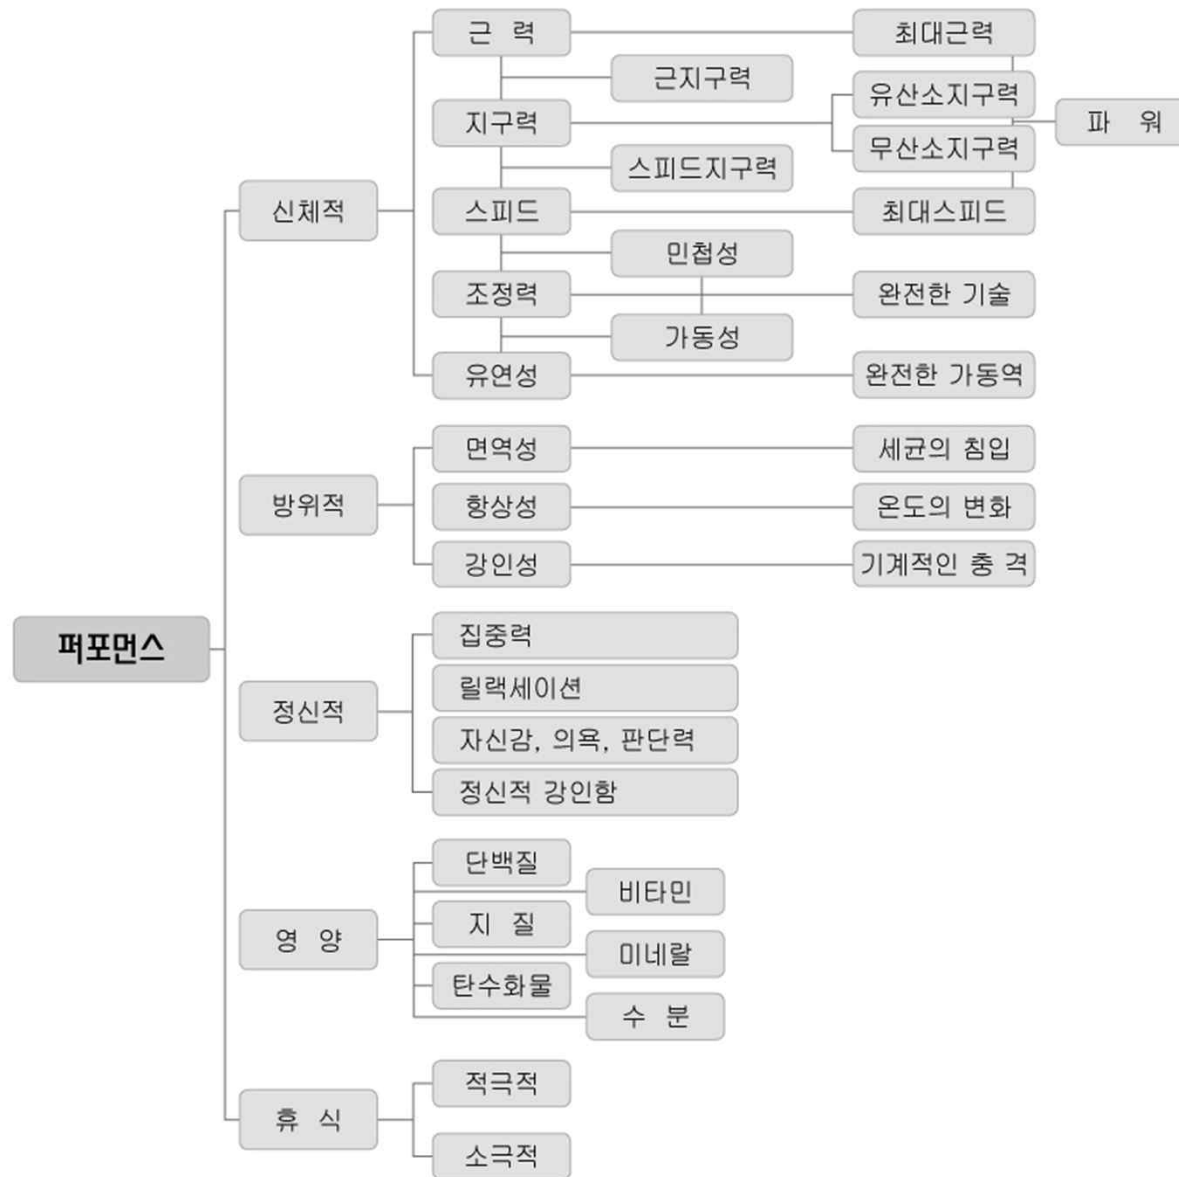 근 력
최대근력
근지구력
유산소지구력
지구력
파 워
무산소지구력
스피드지구력
신체적
스피드
최대스피드
민첩성
조정력
완전한 기술
가동성
유연성
완전한 가동역
면역성
세균의 침입
방위적
항상성
온도의 변화
강인성
기계적인 충 격
퍼포먼스
집중력
릴랙세이션
정신적
자신감, 의욕, 판단력
정신적 강인함
단백질
비타민
지 질
영 양
미네랄
탄수화물
수 분
적극적
휴 식
소극적